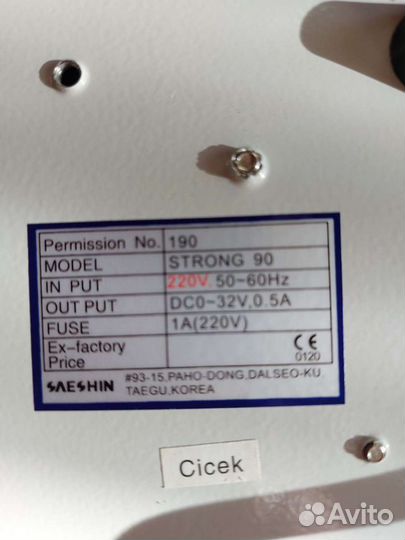 Permission No. 190
MODEL STRONG 90
IN PUT 220V. 50~60Hz
OUT PUT DC0~32V,0.5A
FUSE 1A(220V)
Ex-factory
Price
CE
0120
SAESHIN #93-15,PAHO-DONG,DALSEO-KU,
TAEGU,KOREA
Cicek
Avito